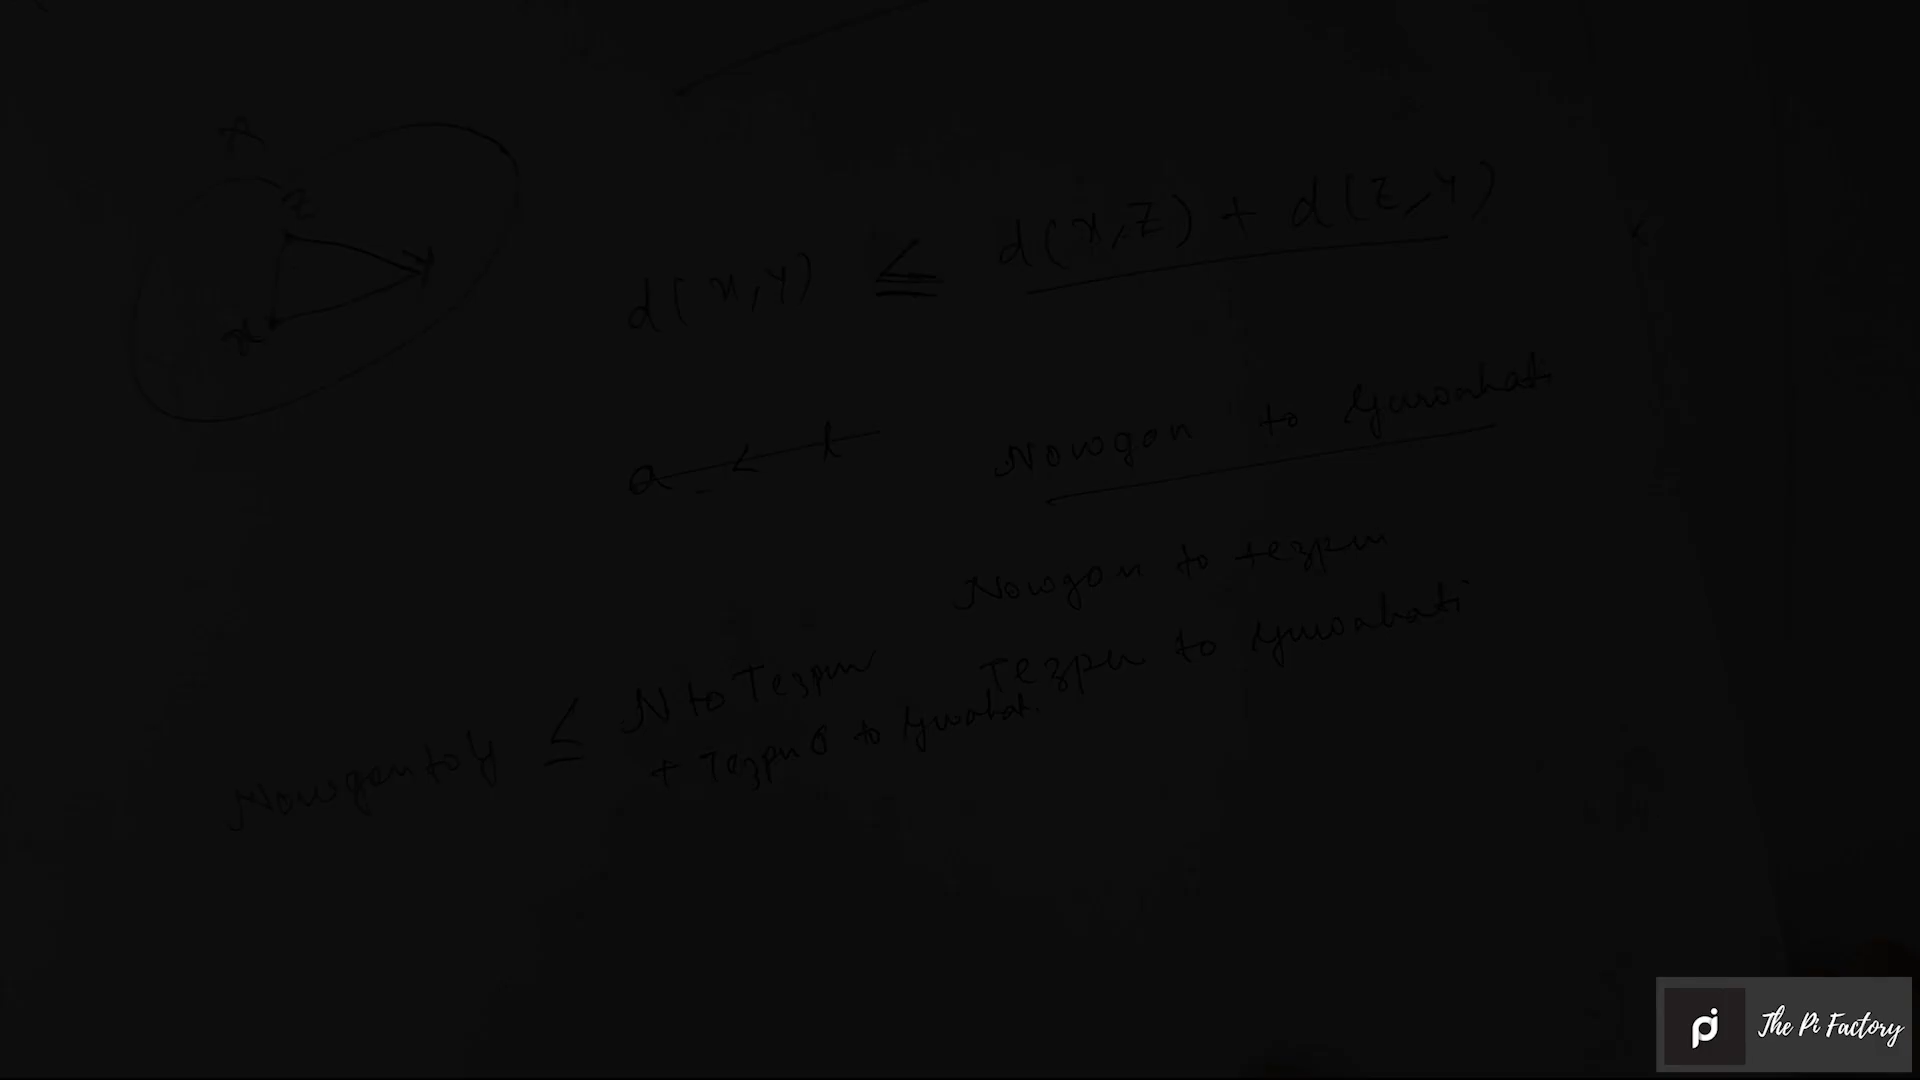 X
z
y
x
d(x,y) ≤ d(x,z) + d(z,y)
a < b
Nowgon to Guwahati
Nowgon to tezpur
Tezpur to Guwahati
Nowgon to G ≤ N to Tezpur
+ Tezpur to Guwahati
pi The Pi Factory